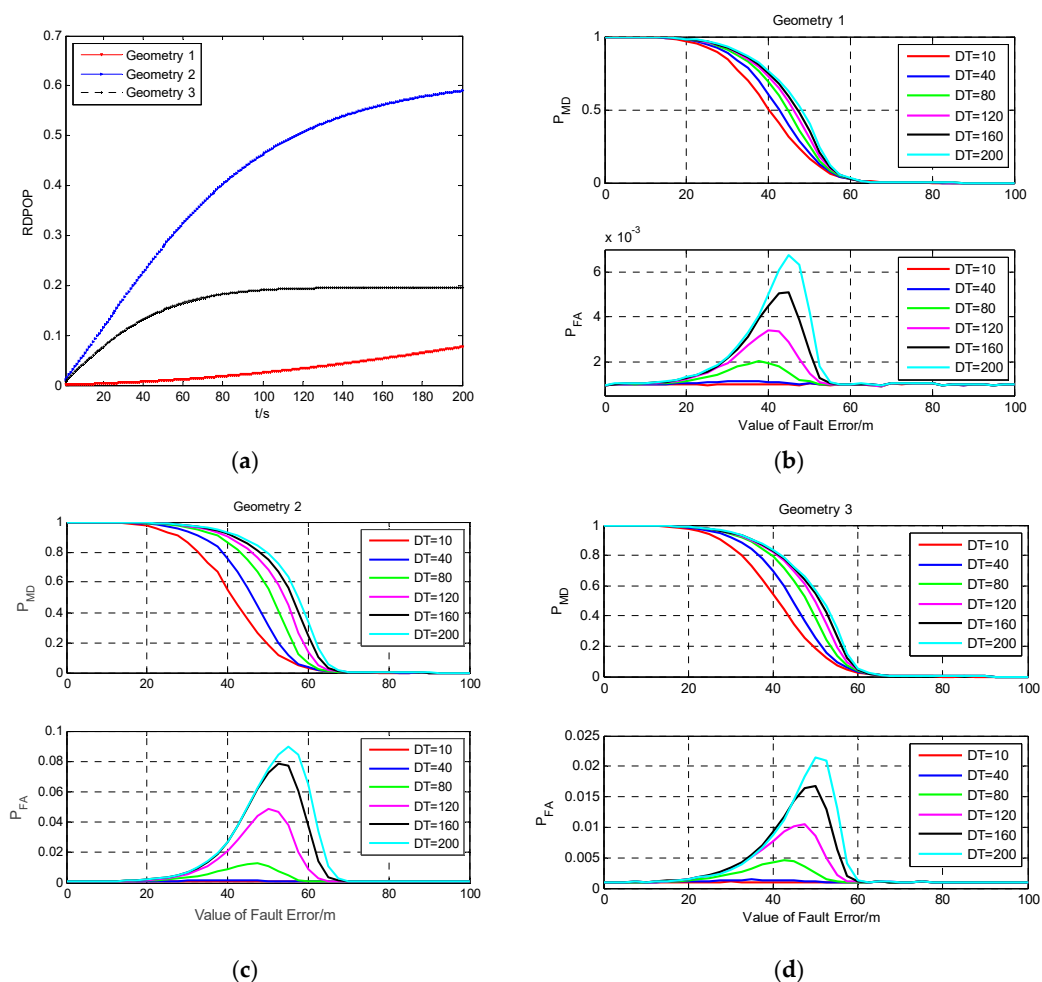 0.7
0.6
0.5
0.4
0.3
0.2
0.1
0
RDPOP
Geometry 1
Geometry 2
Geometry 3
20 40 60 80 100 120 140 160 180 200
t/s
(a)
Geometry 1
1
0.5
0
P_MD
DT=10
DT=40
DT=80
DT=120
DT=160
DT=200
0 20 40 60 80 100
x 10^-3
6
4
2
P_FA
DT=10
DT=40
DT=80
DT=120
DT=160
DT=200
0 20 40 60 80 100
Value of Fault Error/m
(b)
Geometry 2
1
0.8
0.6
0.4
0.2
0
P_MD
DT=10
DT=40
DT=80
DT=120
DT=160
DT=200
0 20 40 60 80 100
0.1
0.08
0.06
0.04
0.02
0
P_FA
DT=10
DT=40
DT=80
DT=120
DT=160
DT=200
0 20 40 60 80 100
Value of Fault Error/m
(c)
Geometry 3
1
0.8
0.6
0.4
0.2
0
P_MD
DT=10
DT=40
DT=80
DT=120
DT=160
DT=200
0 20 40 60 80 100
0.025
0.02
0.015
0.01
0.005
0
P_FA
DT=10
DT=40
DT=80
DT=120
DT=160
DT=200
0 20 40 60 80 100
Value of Fault Error/m
(d)